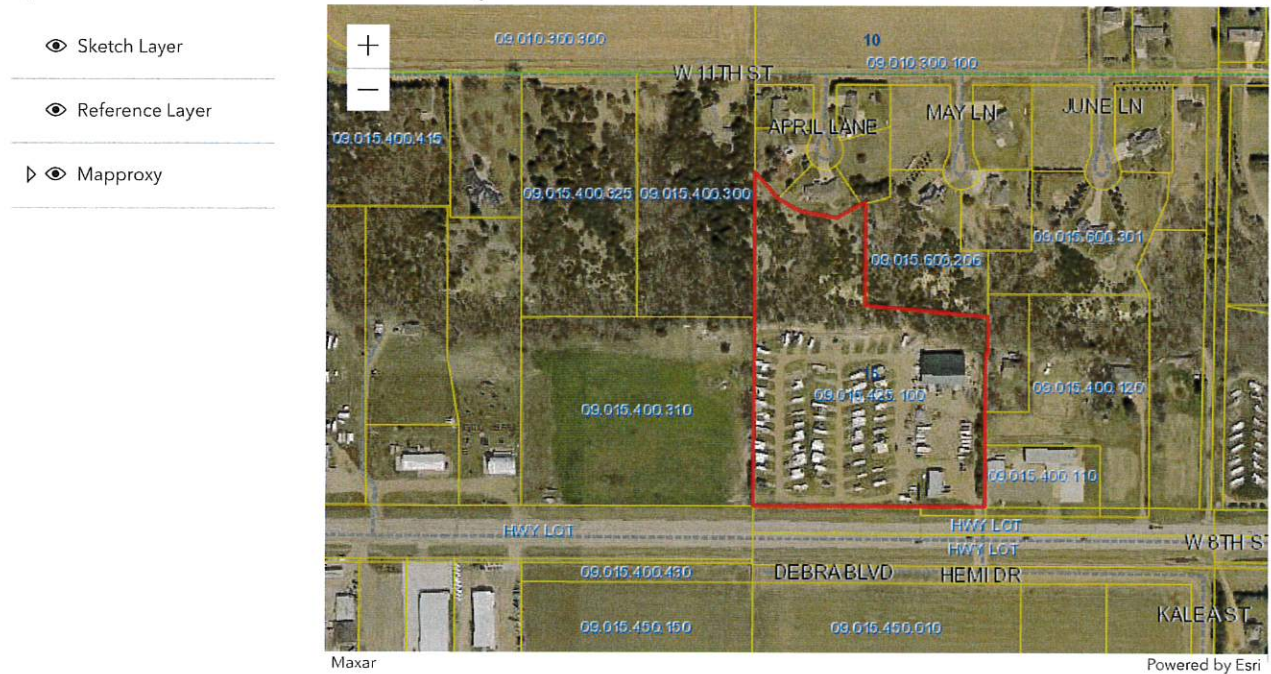 Sketch Layer
Reference Layer
Mapproxy
+
−
09.010.300.300
10
09.010.300.100
W 11TH ST
APRIL LANE
MAY LN
JUNE LN
09.015.400.415
09.015.400.325
09.015.400.300
09.015.600.301
09.015.600.206
15
09.015.425.100
09.015.400.120
09.015.400.310
09.015.400.110
HWY LOT
HWY LOT
HWY LOT
W 8TH S
09.015.400.430
DEBRA BLVD
HEMI DR
KALEA ST
09.015.450.150
09.015.450.010
Maxar
Powered by Esri